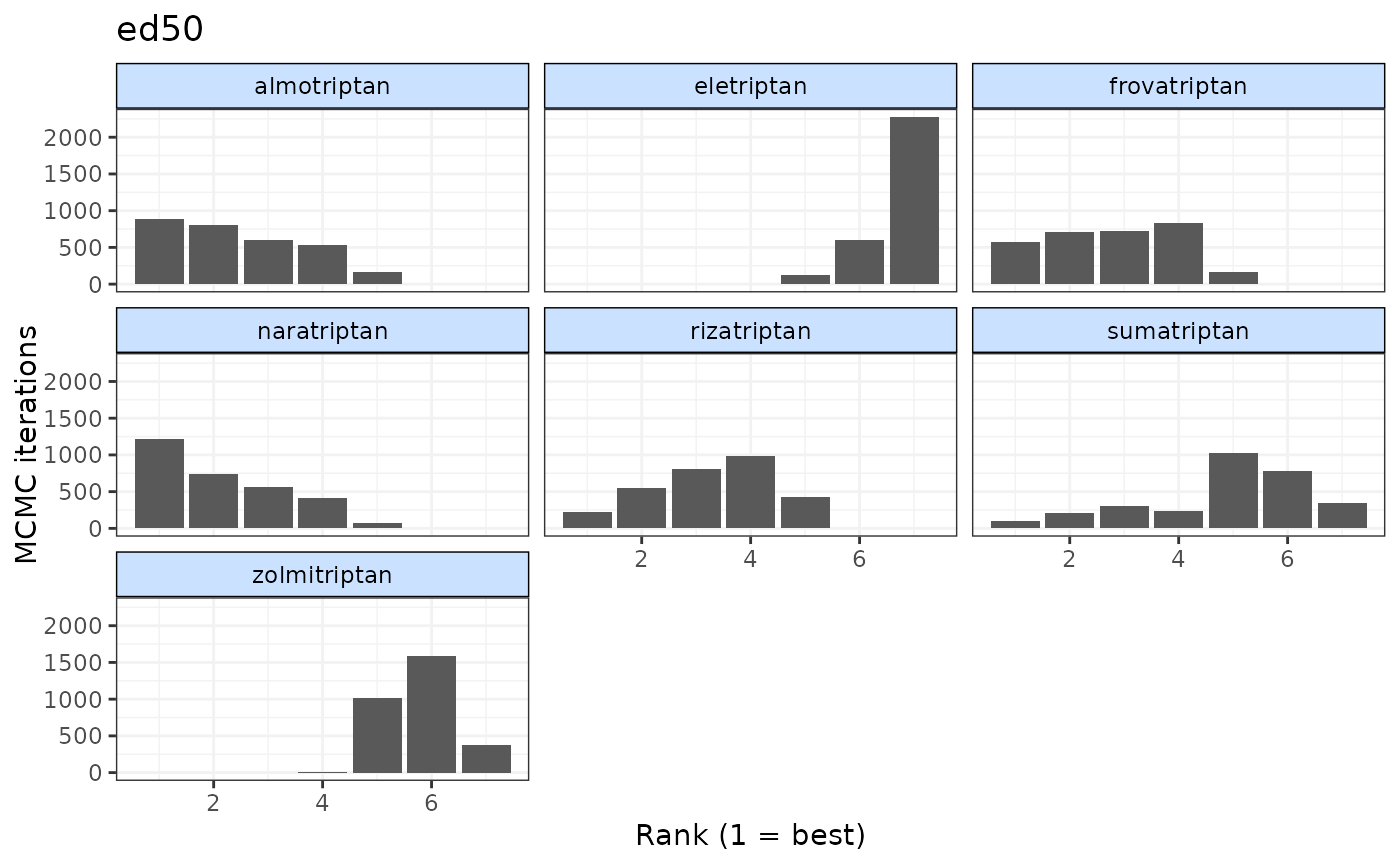 ed50
almotriptan eletriptan frovatriptan
2000
1500
1000
500
0
naratriptan rizatriptan sumatriptan
2000
1500
1000
500
0
2 4 6 2 4 6
zolmitriptan
2000
1500
1000
500
0
2 4 6
MCMC iterations
Rank (1 = best)